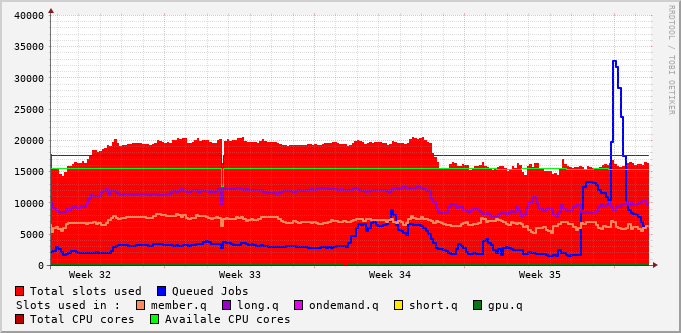 RRDTOOL / TOBI OETIKER
40000
35000
30000
25000
20000
15000
10000
5000
0
Week 32 Week 33 Week 34 Week 35
Total slots used Queued Jobs
Slots used in : member.q long.q ondemand.q short.q gpu.q
Total CPU cores Availale CPU cores